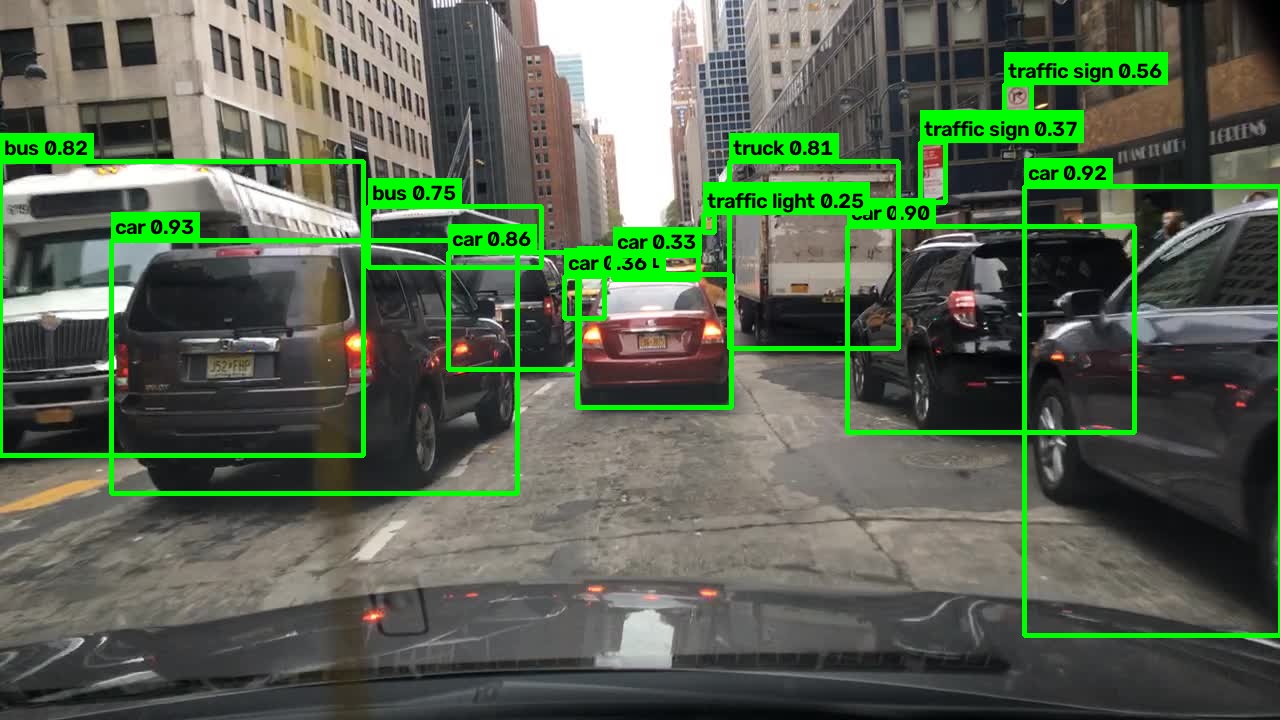 traffic sign 0.56
traffic sign 0.37
bus 0.82
truck 0.81
car 0.92
bus 0.75
traffic light 0.25
car 0.93
car 0.90
car 0.86
car 0.33
car 0.36
J52*FHP
PILOT